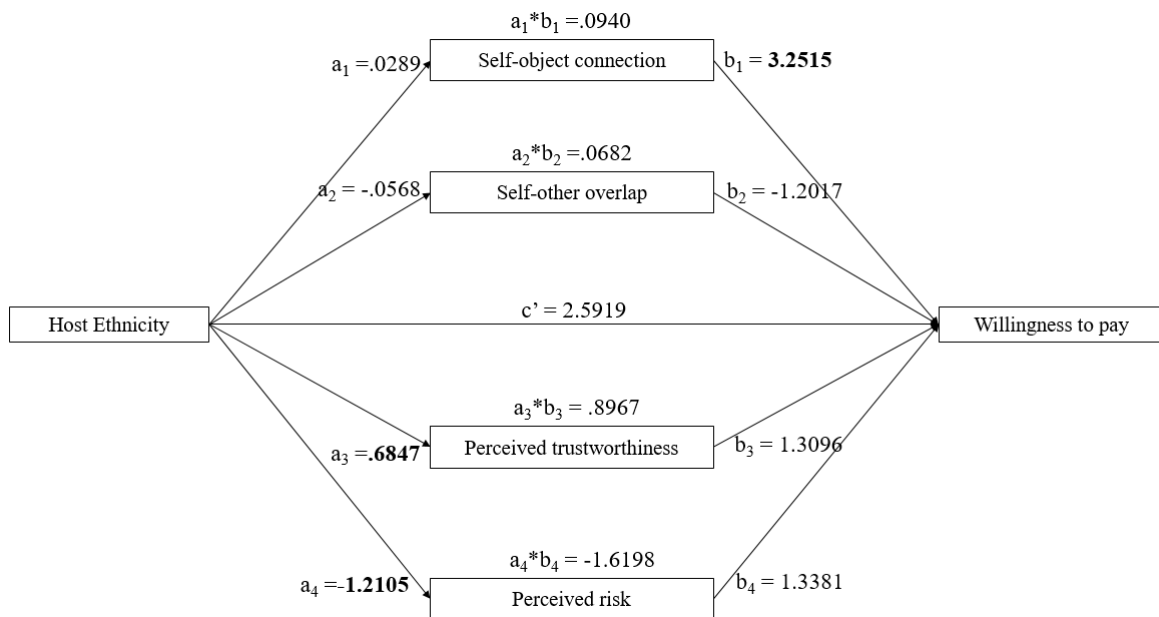 a₁*b₁ =.0940
a₁ =.0289
Self-object connection
b₁ = 3.2515
a₂*b₂ =.0682
a₂ = -.0568
Self-other overlap
b₂ = -1.2017
Host Ethnicity
c’ = 2.5919
Willingness to pay
a₃*b₃ = .8967
a₃ =.6847
Perceived trustworthiness
b₃ = 1.3096
a₄*b₄ = -1.6198
a₄ =-1.2105
Perceived risk
b₄ = 1.3381